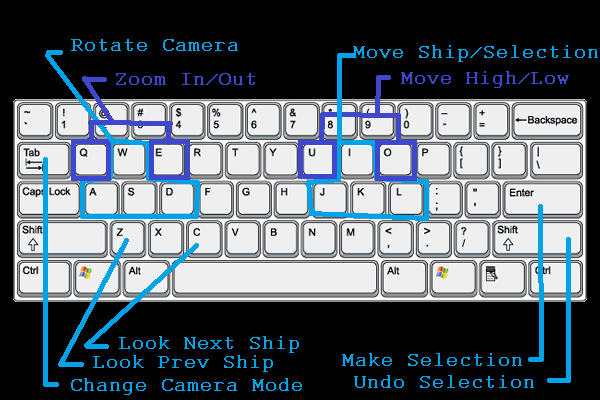 Rotate Camera
Move Ship/Selection
Zoom In/Out
Move High/Low
~ ! # $ % ^ & * ( ) _ +
` 1 3 4 5 6 7 8 9 0 - = ←Backspace
Tab Q W E R T Y U I O P { } |
[ ] \
Caps Lock A S D F G H J K L : " Enter
; '
Shift Z X C V B N M < > ? Shift
⇧ , . / ⇧
Ctrl Alt Alt Ctrl
Look Next Ship
Look Prev Ship
Change Camera Mode
Make Selection
Undo Selection